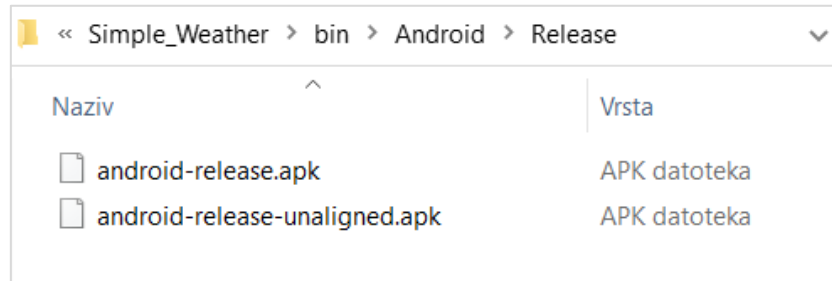 « Simple_Weather > bin > Android > Release
Naziv Vrsta
android-release.apk APK datoteka
android-release-unaligned.apk APK datoteka